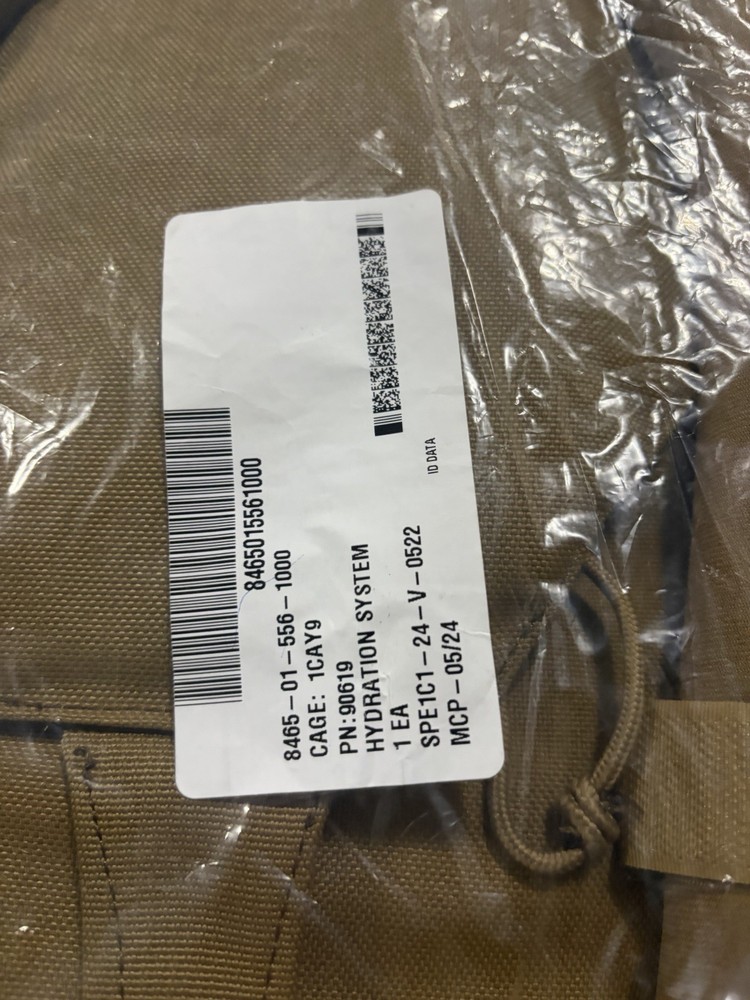 8465015561000
8465-01-556-1000
CAGE: 1CAY9
PN:90619
HYDRATION SYSTEM
1 EA
SPE1C1-24-V-0522
MCP-05/24
ID DATA